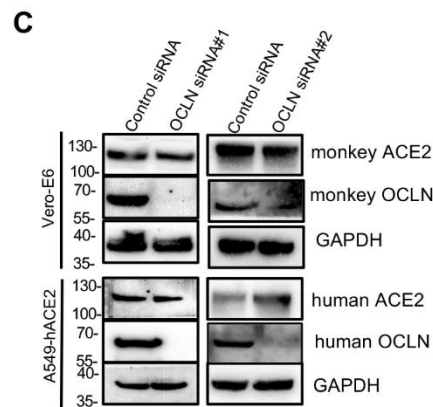 C
Control siRNA
OCLN siRNA#1
Control siRNA
OCLN siRNA#2
Vero-E6
130-
100-
monkey ACE2
70-
55-
monkey OCLN
40-
35-
GAPDH
A549-hACE2
130-
100-
human ACE2
70-
55-
human OCLN
40-
35-
GAPDH